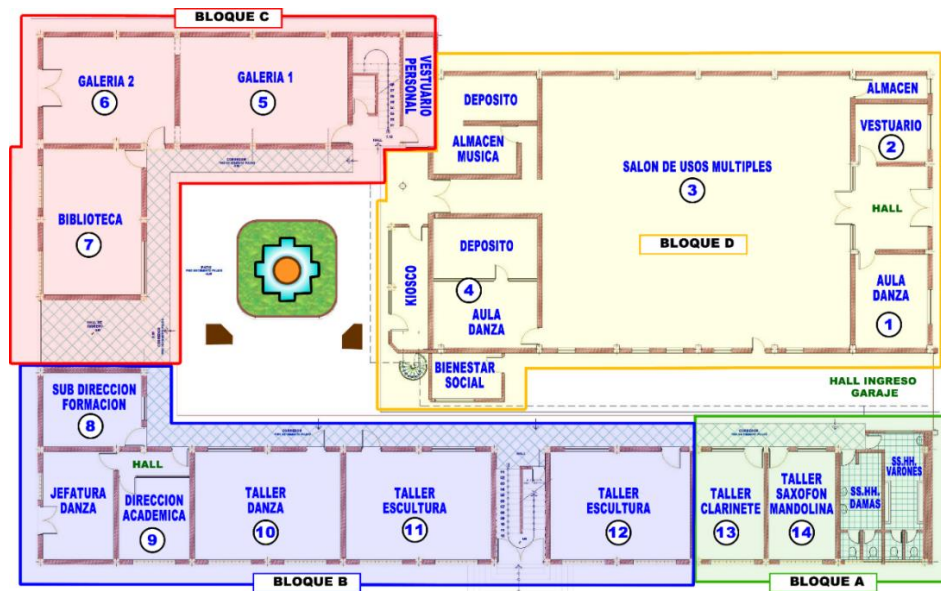 BLOQUE C
GALERIA 2
6
GALERIA 1
5
VESTUARIO
PERSONAL
HALL
BIBLIOTECA
7
DEPOSITO
ALMACEN
MUSICA
SALON DE USOS MULTIPLES
3
BLOQUE D
ALMACEN
VESTUARIO
2
HALL
AULA
DANZA
1
KIOSCO
DEPOSITO
4
AULA
DANZA
BIENESTAR
SOCIAL
HALL INGRESO
GARAJE
SUB DIRECCION
FORMACION
8
HALL
JEFATURA
DANZA
DIRECCION
ACADEMICA
9
TALLER
DANZA
10
TALLER
ESCULTURA
11
TALLER
ESCULTURA
12
BLOQUE B
TALLER
CLARINETE
13
TALLER
SAXOFON
MANDOLINA
14
SS.HH.
DAMAS
SS.HH.
VARONES
BLOQUE A